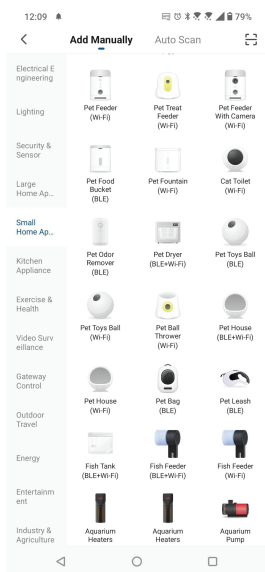 12:09
79%
Add Manually
Auto Scan
Electrical E
ngineering
Lighting
Security &
Sensor
Large
Home Ap...
Small
Home Ap...
Kitchen
Appliance
Exercise &
Health
Video Surv
eillance
Gateway
Control
Outdoor
Travel
Energy
Entertainm
ent
Industry &
Agriculture
Pet Feeder
(Wi-Fi)
Pet Treat
Feeder
(Wi-Fi)
Pet Feeder
With Camera
(Wi-Fi)
Pet Food
Bucket
(BLE)
Pet Fountain
(Wi-Fi)
Cat Toilet
(Wi-Fi)
Pet Odor
Remover
(BLE)
Pet Dryer
(BLE+Wi-Fi)
Pet Toys Ball
(BLE)
Pet Toys Ball
(Wi-Fi)
Pet Ball
Thrower
(Wi-Fi)
Pet House
(BLE+Wi-Fi)
Pet House
(Wi-Fi)
Pet Bag
(BLE)
Pet Leash
(BLE)
Fish Tank
(BLE+Wi-Fi)
Fish Feeder
(BLE+Wi-Fi)
Fish Feeder
(Wi-Fi)
Aquarium
Heaters
Aquarium
Heaters
Aquarium
Pump